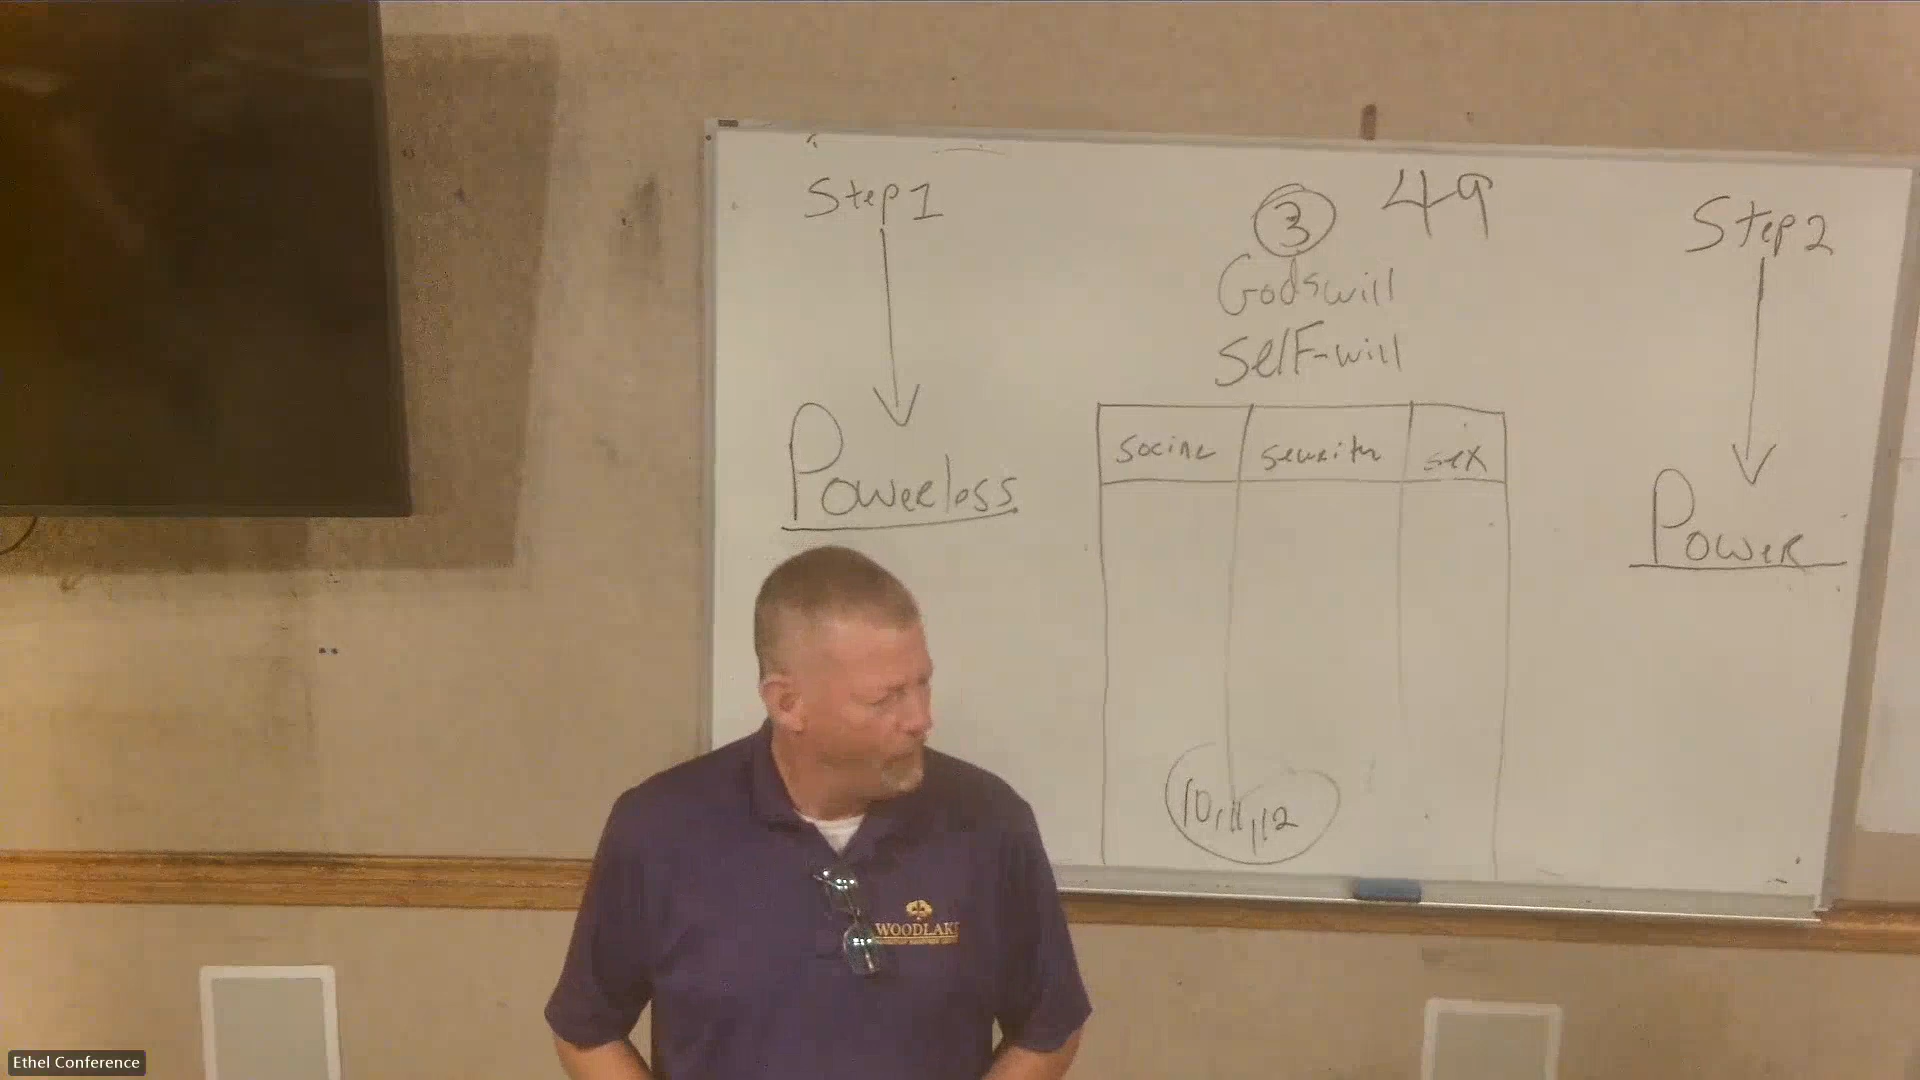 Step 1
Powerless
③ 49
Godswill
Self-will
social security sex
10, 11, 12
Step 2
Power
WOODLAKE
Ethel Conference